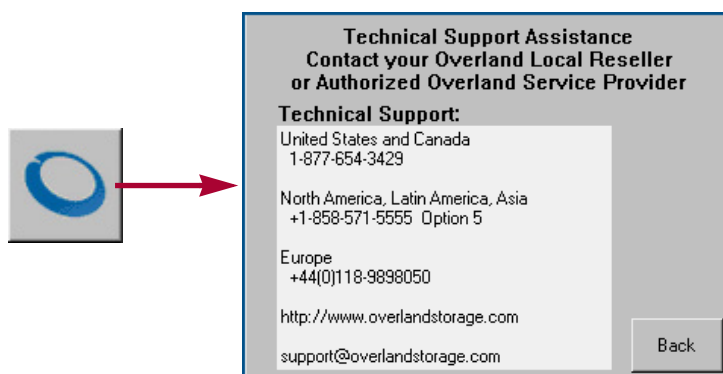 Technical Support Assistance
Contact your Overland Local Reseller
or Authorized Overland Service Provider
Technical Support:
United States and Canada
1-877-654-3429
North America, Latin America, Asia
+1-858-571-5555 Option 5
Europe
+44(0)118-9898050
http://www.overlandstorage.com
support@overlandstorage.com
Back